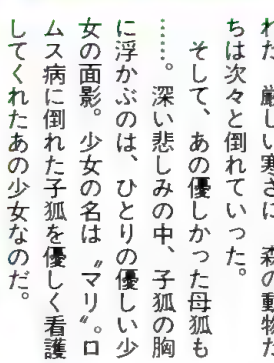 れた。厳しい寒さに、森の動物た
ちは次々と倒れていった。
そして、あの優しかった母狐も
……。深い悲しみの中、子狐の胸
に浮かぶのは、ひとりの優しい少
女の面影。少女の名は〝マリ〟。ロ
ムス病に倒れた子狐を優しく看護
してくれたあの少女なのだ。